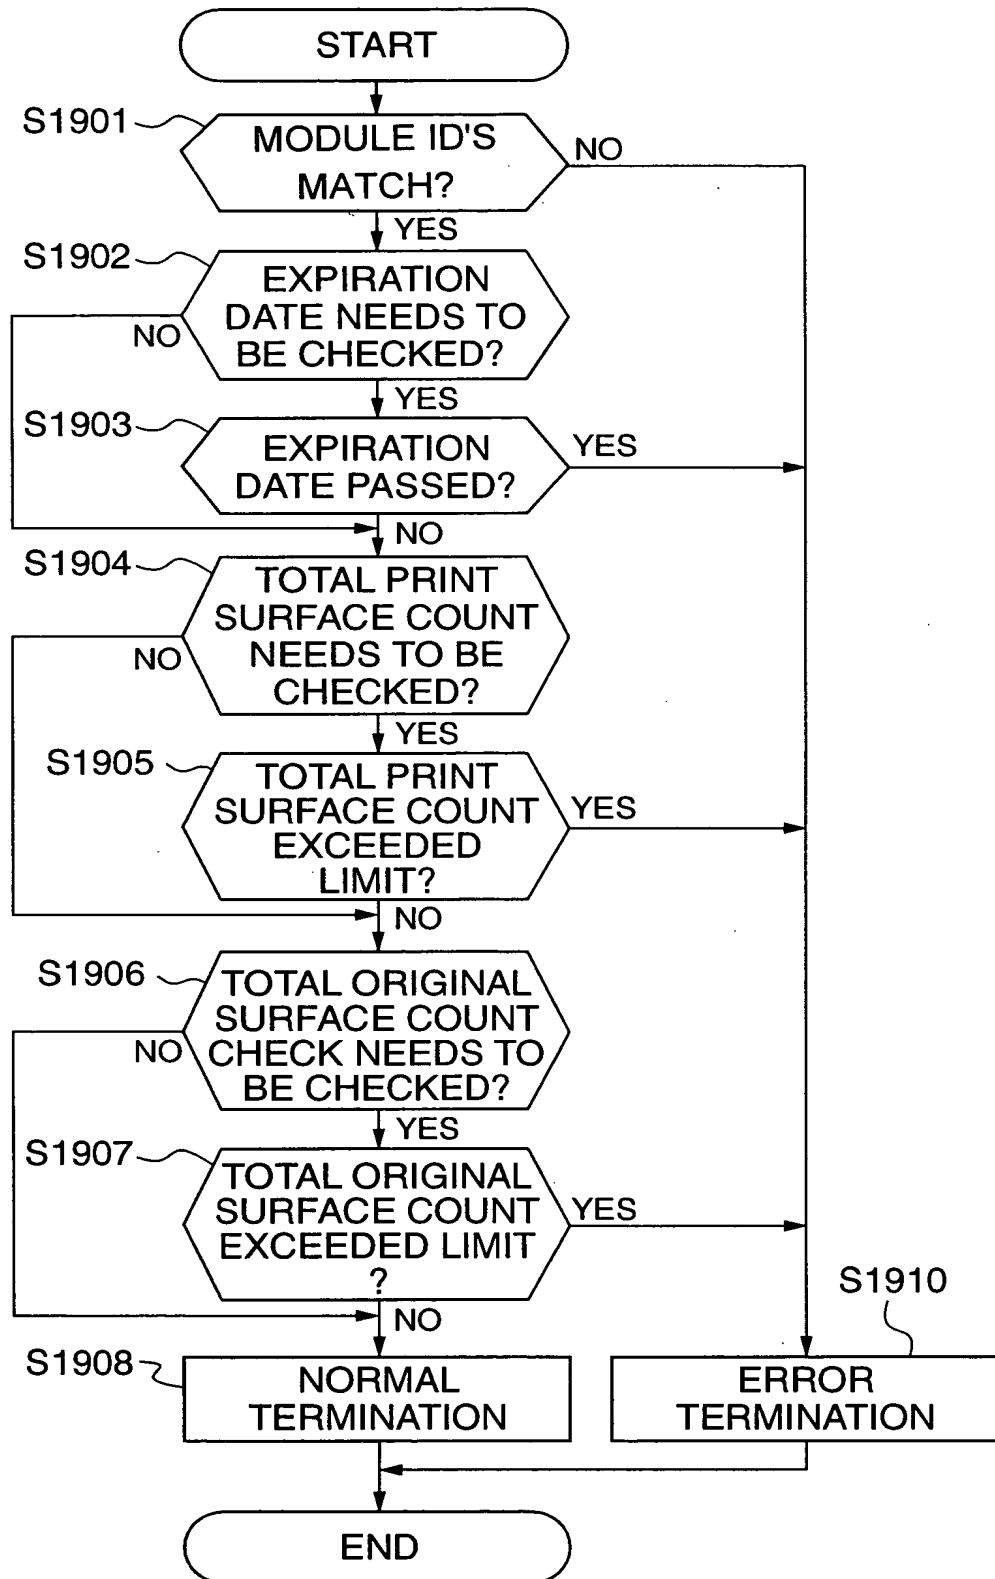 START
S1901
MODULE ID'S
MATCH?
NO
YES
S1902
EXPIRATION
DATE NEEDS TO
BE CHECKED?
NO
YES
S1903
EXPIRATION
DATE PASSED?
YES
NO
S1904
TOTAL PRINT
SURFACE COUNT
NEEDS TO BE
CHECKED?
NO
YES
S1905
TOTAL PRINT
SURFACE COUNT
EXCEEDED
LIMIT?
YES
NO
S1906
TOTAL ORIGINAL
SURFACE COUNT
CHECK NEEDS TO
BE CHECKED?
NO
YES
S1907
TOTAL ORIGINAL
SURFACE COUNT
EXCEEDED LIMIT
?
YES
NO
S1908
NORMAL
TERMINATION
S1910
ERROR
TERMINATION
END